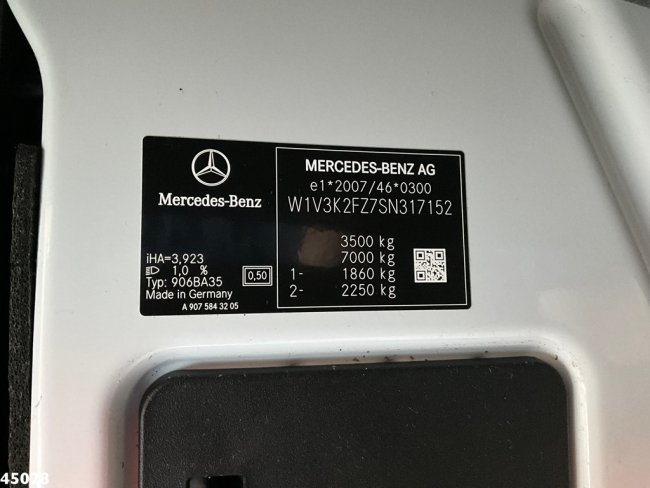 Mercedes-Benz
iHA=3,923
1,0 %
Typ: 906BA35
Made in Germany
0,50
A 907 584 32 05
MERCEDES-BENZ AG
e1*2007/46*0300
W1V3K2FZ7SN317152
3500 kg
7000 kg
1- 1860 kg
2- 2250 kg
45028